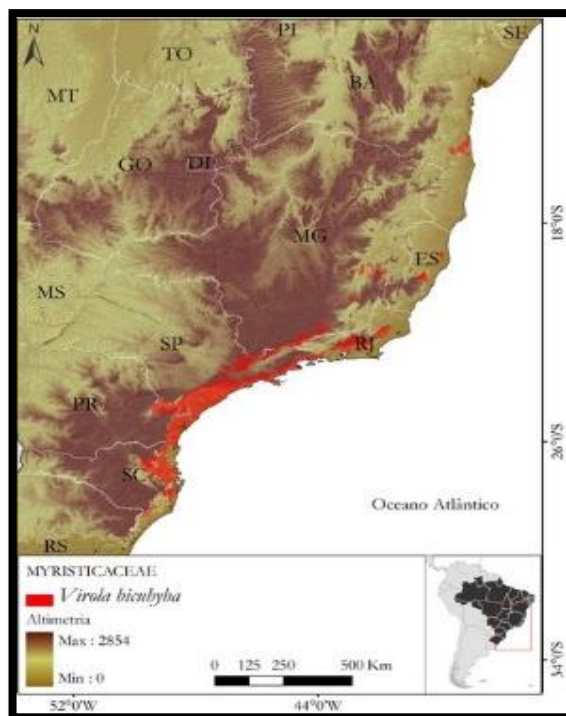 N
PI
SE
TO
BA
MT
GO
DF
MG
18°0'S
ES
MS
SP
RJ
PR
26°0'S
SC
Oceano Atlântico
RS
MYRISTICACEAE
Virola bicuhyba
Altimetria
Max : 2854
Min : 0
0 125 250 500 Km
34°0'S
52°0'W 44°0'W